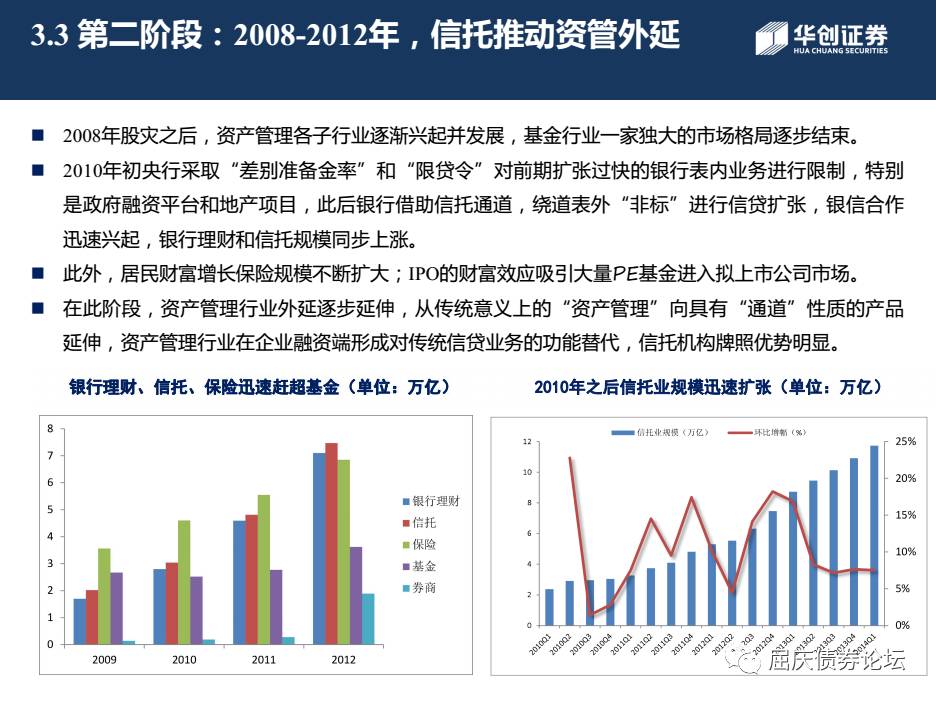 3.3 第二阶段：2008-2012年，信托推动资管外延
华创证券
HUA CHUANG SECURITIES
■ 2008年股灾之后，资产管理各子行业逐渐兴起并发展，基金行业一家独大的市场格局逐步结束。
■ 2010年初央行采取“差别准备金率”和“限贷令”对前期扩张过快的银行表内业务进行限制，特别
是政府融资平台和地产项目，此后银行借助信托通道，绕道表外“非标”进行信贷扩张，银信合作
迅速兴起，银行理财和信托规模同步上涨。
■ 此外，居民财富增长保险规模不断扩大；IPO的财富效应吸引大量PE基金进入拟上市公司市场。
■ 在此阶段，资产管理行业外延逐步延伸，从传统意义上的“资产管理”向具有“通道”性质的产品
延伸，资产管理行业在企业融资端形成对传统信贷业务的功能替代，信托机构牌照优势明显。
银行理财、信托、保险迅速赶超基金（单位：万亿）
8
7
6
5
4
3
2
1
0
2009 2010 2011 2012
银行理财
信托
保险
基金
券商
2010年之后信托业规模迅速扩张（单位：万亿）
信托业规模（万亿） 环比增幅（%）
12
10
8
6
4
2
0
25%
20%
15%
10%
5%
0%
2010Q1 2010Q2 2010Q3 2010Q4 2011Q1 2011Q2 2011Q3 2011Q4 2012Q1 2012Q2 2012Q3 2012Q4 2013Q1 2013Q2 2013Q3 2013Q4 2014Q1
屈庆债券论坛